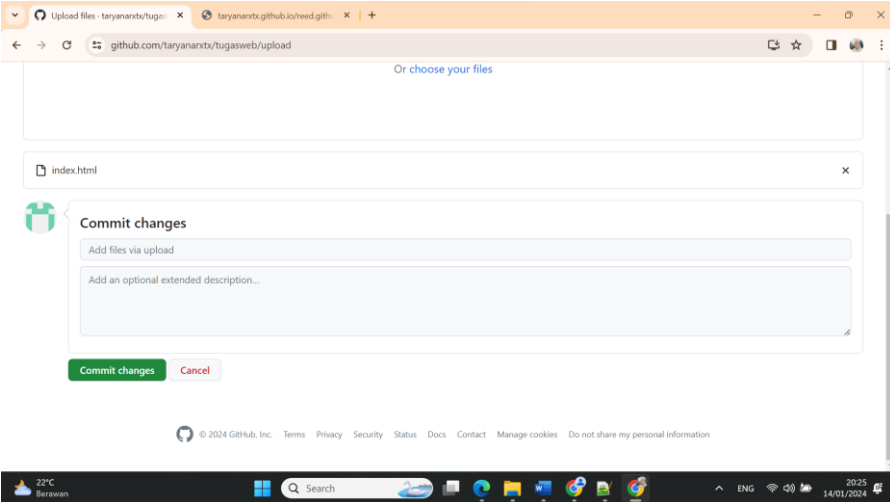 Upload files · taryanarxtx/tugas
taryanarxtx.github.io/reed.gith
github.com/taryanarxtx/tugasweb/upload
Or choose your files
index.html
Commit changes
Add files via upload
Add an optional extended description...
Commit changes Cancel
© 2024 GitHub, Inc. Terms Privacy Security Status Docs Contact Manage cookies Do not share my personal information
22°C
Berawan
Search
ENG
20:25
14/01/2024